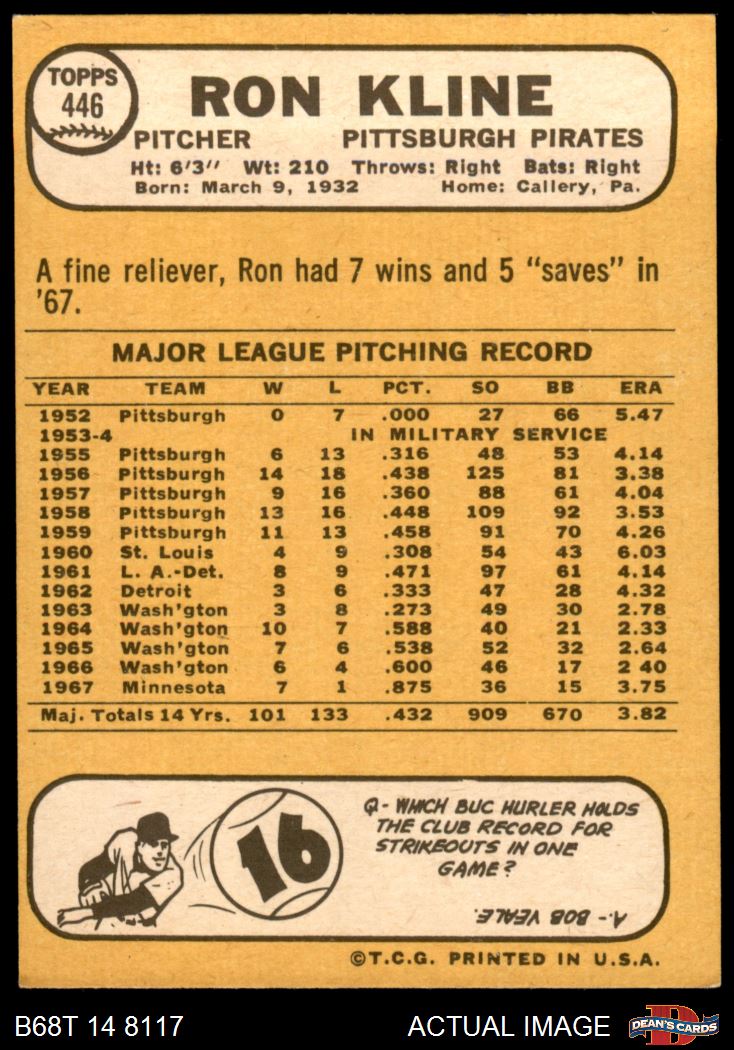 TOPPS
446
RON KLINE
PITCHER PITTSBURGH PIRATES
Ht: 6'3" Wt: 210 Throws: Right Bats: Right
Born: March 9, 1932 Home: Callery, Pa.
A fine reliever, Ron had 7 wins and 5 "saves" in
'67.
MAJOR LEAGUE PITCHING RECORD
YEAR TEAM W L PCT. SO BB ERA
1952 Pittsburgh 0 7 .000 27 66 5.47
1953-4 IN MILITARY SERVICE
1955 Pittsburgh 6 13 .316 48 53 4.14
1956 Pittsburgh 14 18 .438 125 81 3.38
1957 Pittsburgh 9 16 .360 88 61 4.04
1958 Pittsburgh 13 16 .448 109 92 3.53
1959 Pittsburgh 11 13 .458 91 70 4.26
1960 St. Louis 4 9 .308 54 43 6.03
1961 L. A.-Det. 8 9 .471 97 61 4.14
1962 Detroit 3 6 .333 47 28 4.32
1963 Wash'gton 3 8 .273 49 30 2.78
1964 Wash'gton 10 7 .588 40 21 2.33
1965 Wash'gton 7 6 .538 52 32 2.64
1966 Wash'gton 6 4 .600 46 17 2 40
1967 Minnesota 7 1 .875 36 15 3.75
Maj. Totals 14 Yrs. 101 133 .432 909 670 3.82
16
Q- WHICH BUC HURLER HOLDS
THE CLUB RECORD FOR
STRIKEOUTS IN ONE
GAME?
A- BOB VEALE.
©T.C.G. PRINTED IN U.S.A.
B68T 14 8117 ACTUAL IMAGE
DEAN'S CARDS